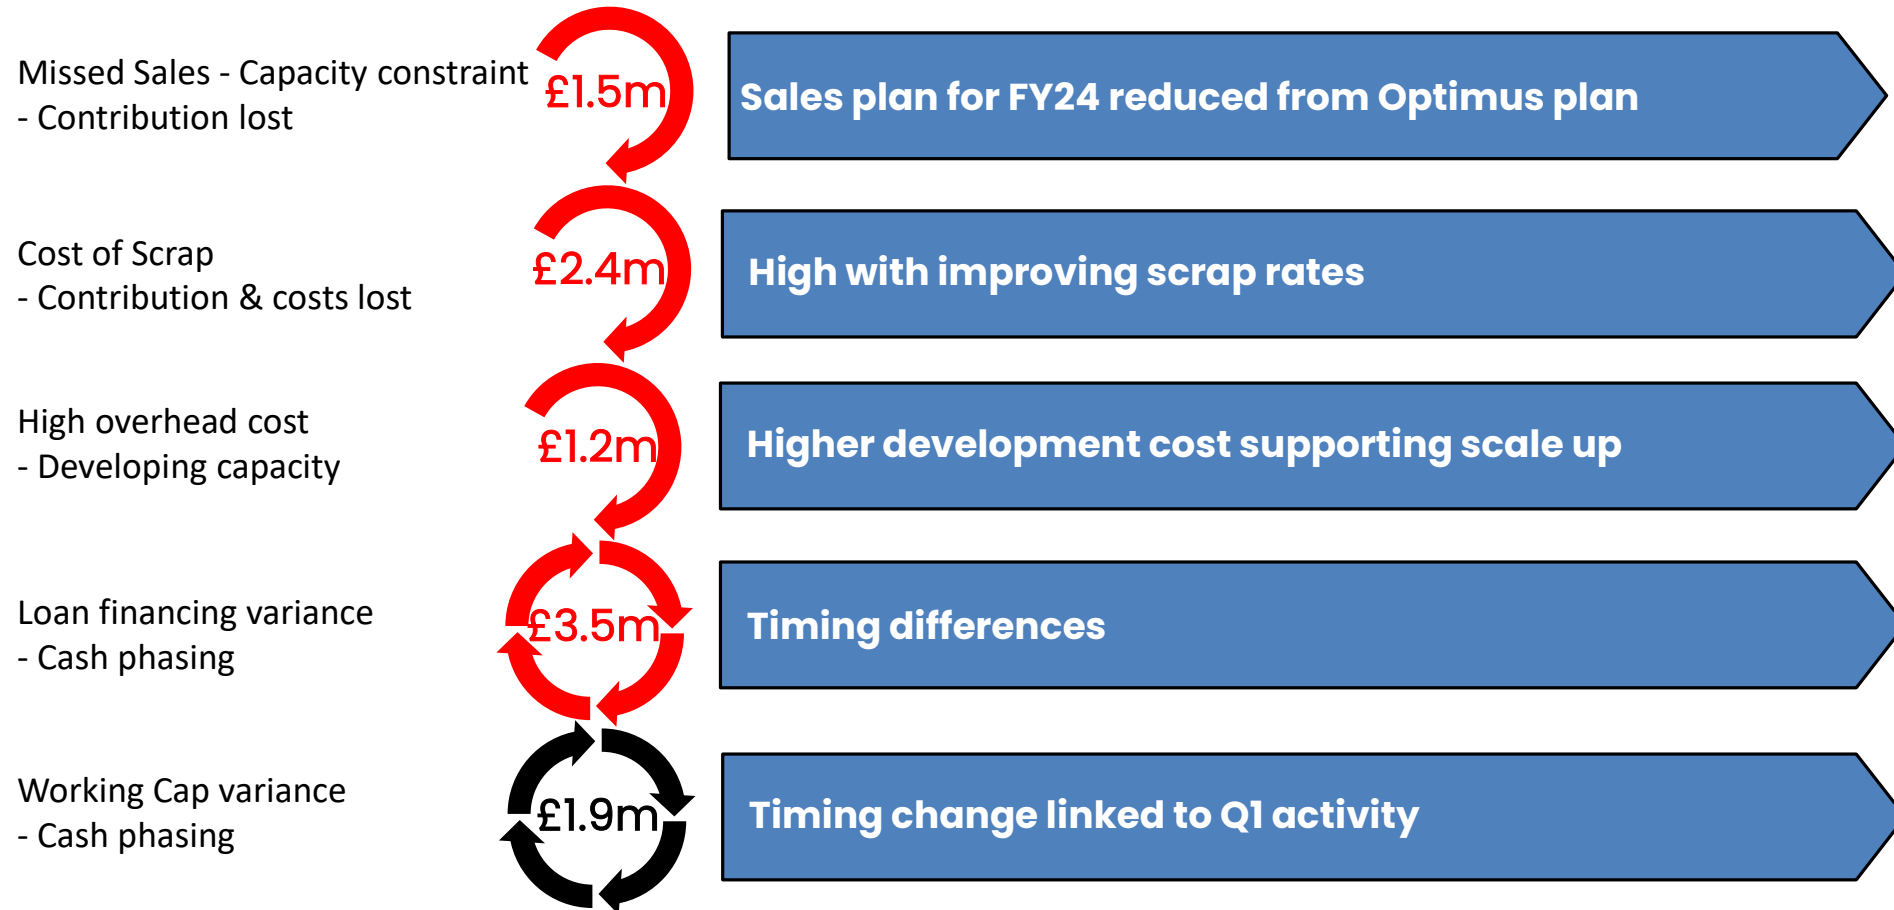 Missed Sales - Capacity constraint
- Contribution lost
£1.5m
Sales plan for FY24 reduced from Optimus plan
Cost of Scrap
- Contribution & costs lost
£2.4m
High with improving scrap rates
High overhead cost
- Developing capacity
£1.2m
Higher development cost supporting scale up
Loan financing variance
- Cash phasing
£3.5m
Timing differences
Working Cap variance
- Cash phasing
£1.9m
Timing change linked to Q1 activity